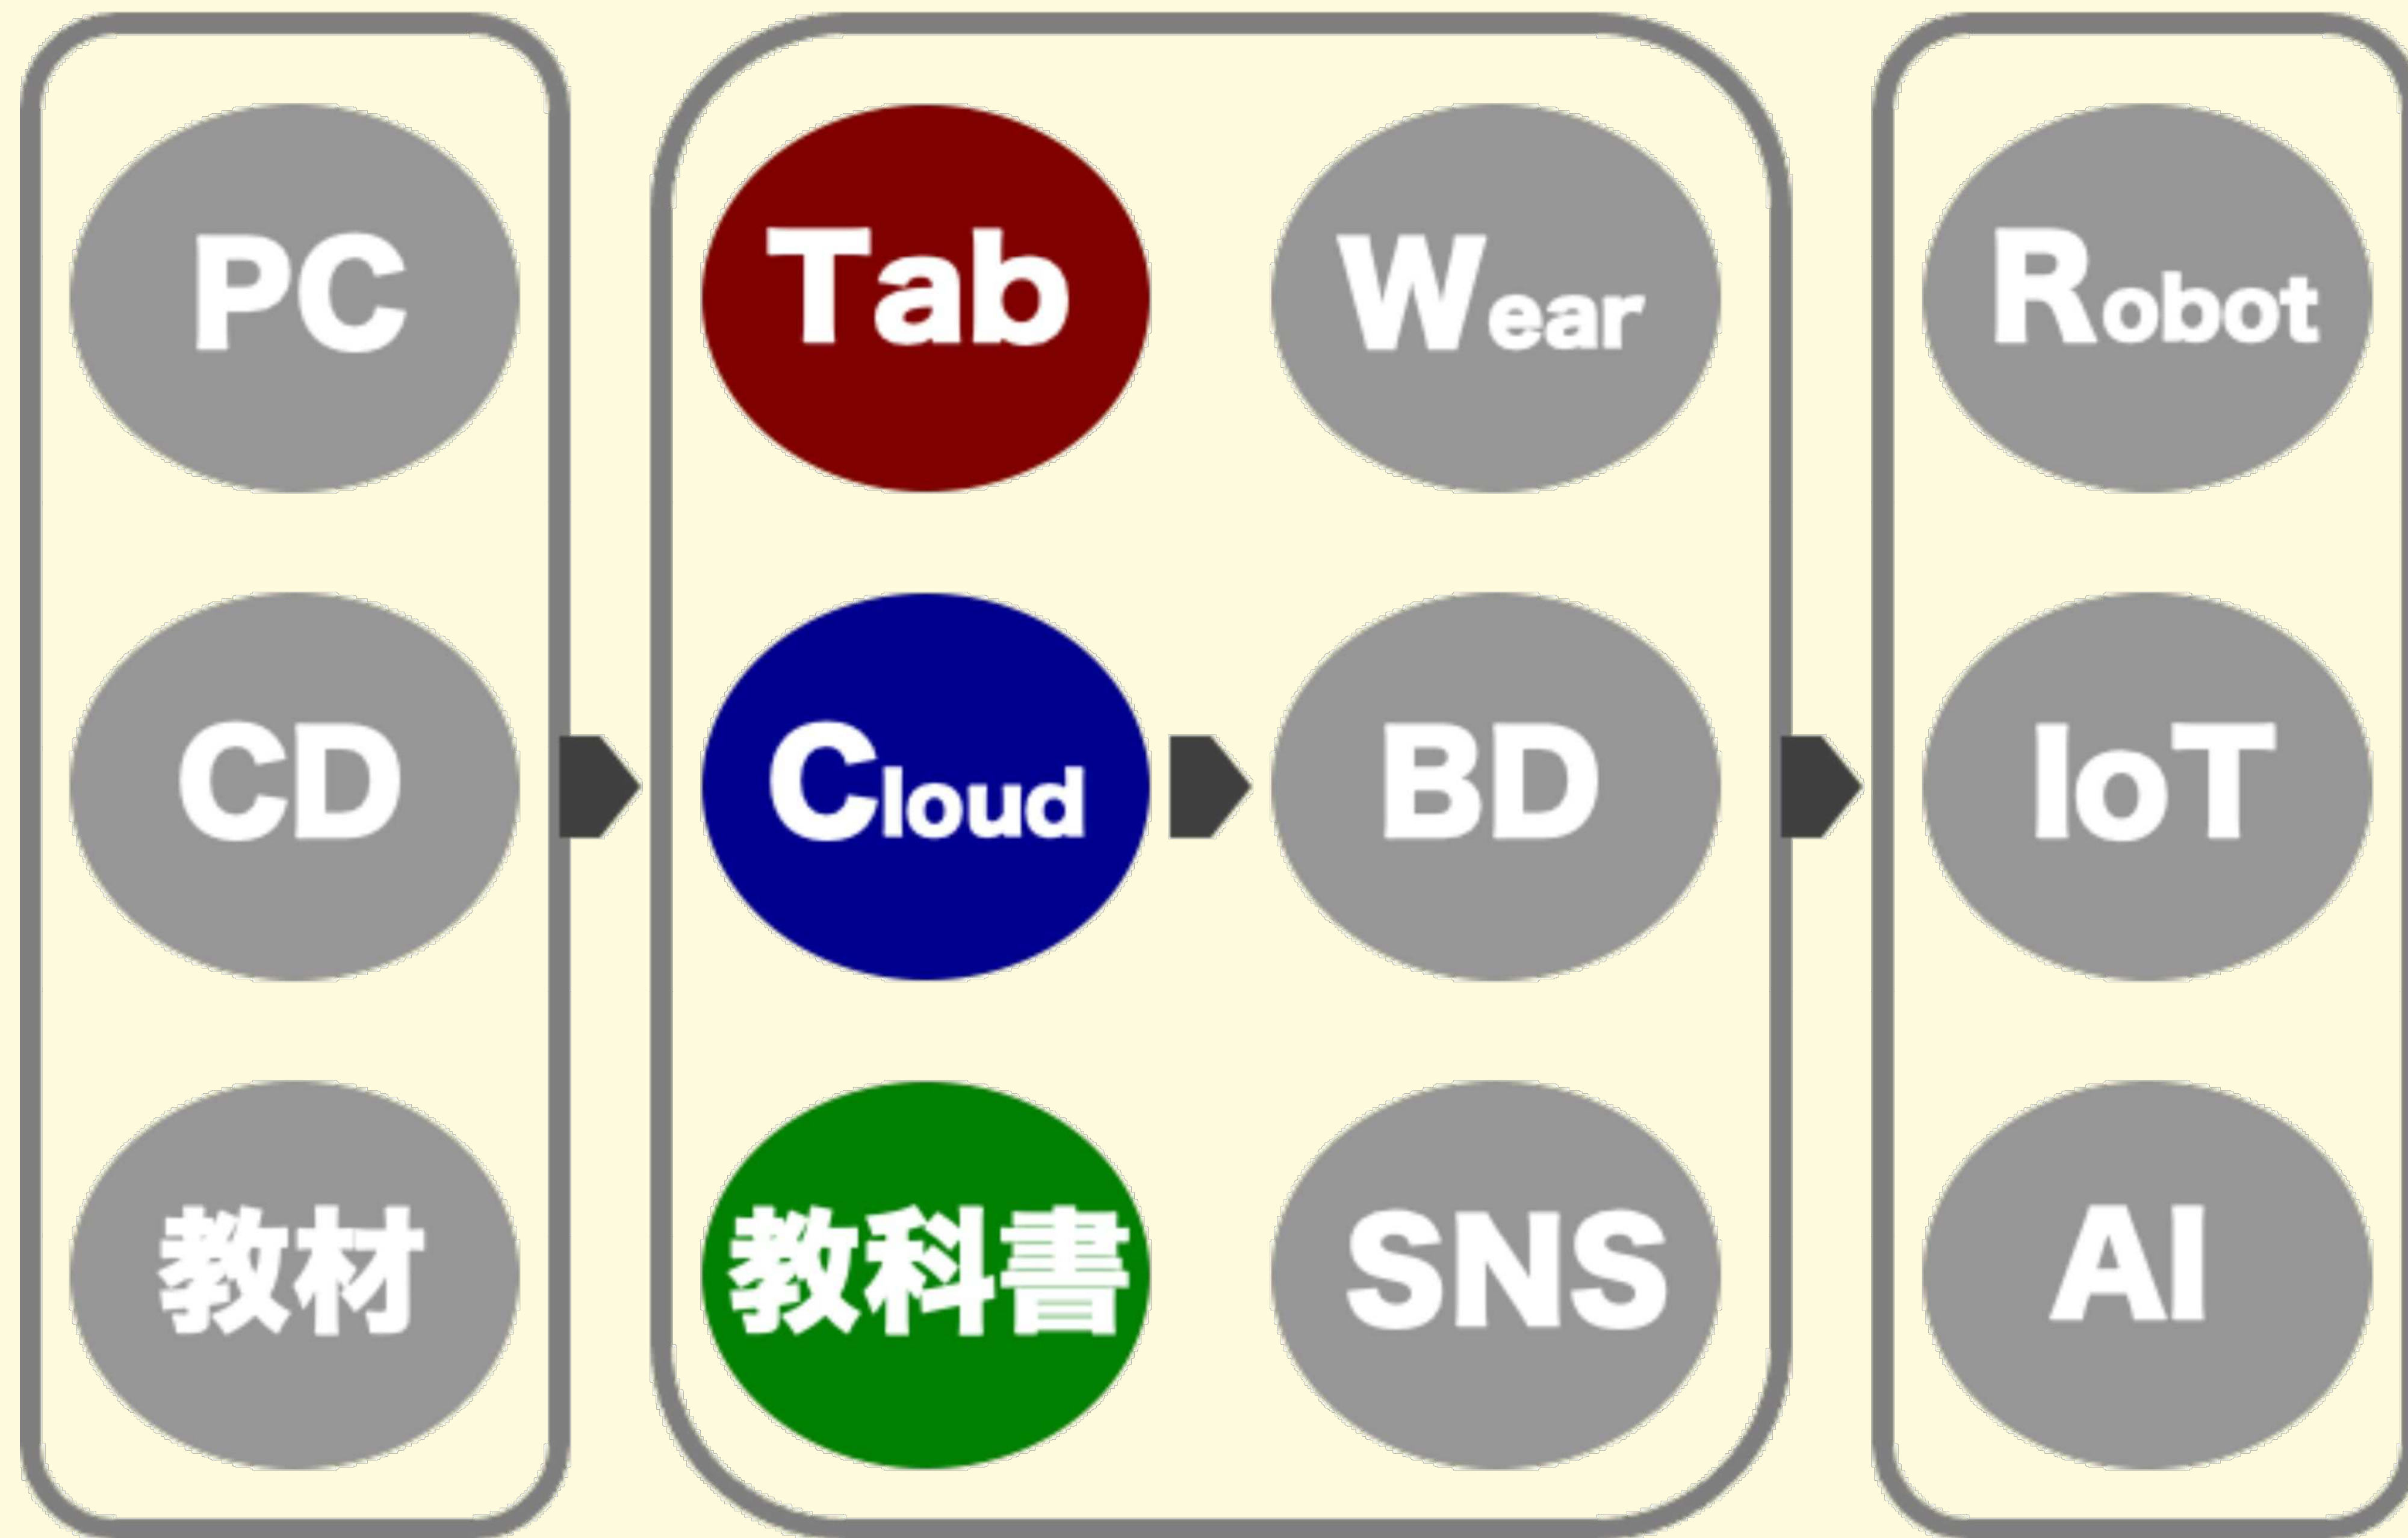 PC
Tab
Wear
Robot
CD
Cloud
BD
IoT
教材
教科書
SNS
AI